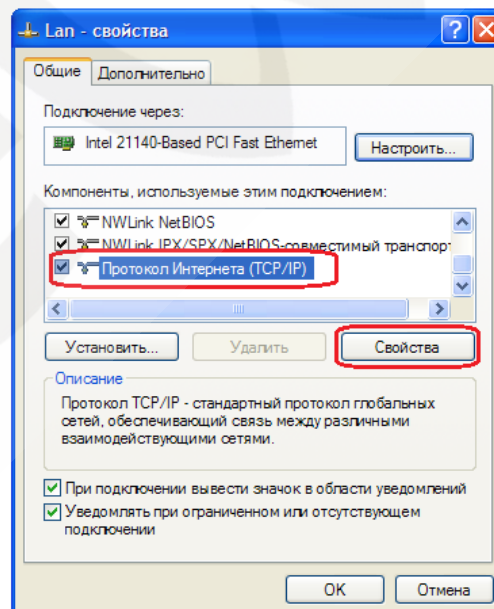 Lan - свойства
Общие Дополнительно
Подключение через:
Intel 21140-Based PCI Fast Ethernet Настроить...
Компоненты, используемые этим подключением:
NWLink NetBIOS
NWLink IPX/SPX/NetBIOS-совместимый транспорт
Протокол Интернета (TCP/IP)
Установить... Удалить Свойства
Описание
Протокол TCP/IP - стандартный протокол глобальных
сетей, обеспечивающий связь между различными
взаимодействующими сетями.
При подключении вывести значок в области уведомлений
Уведомлять при ограниченном или отсутствующем
подключении
OK Отмена